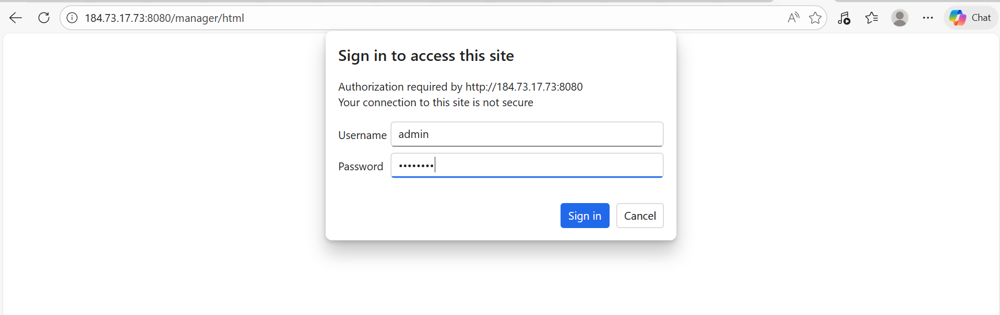 184.73.17.73:8080/manager/html
Chat
Sign in to access this site
Authorization required by http://184.73.17.73:8080
Your connection to this site is not secure
Username admin
Password ••••••••
Sign in Cancel